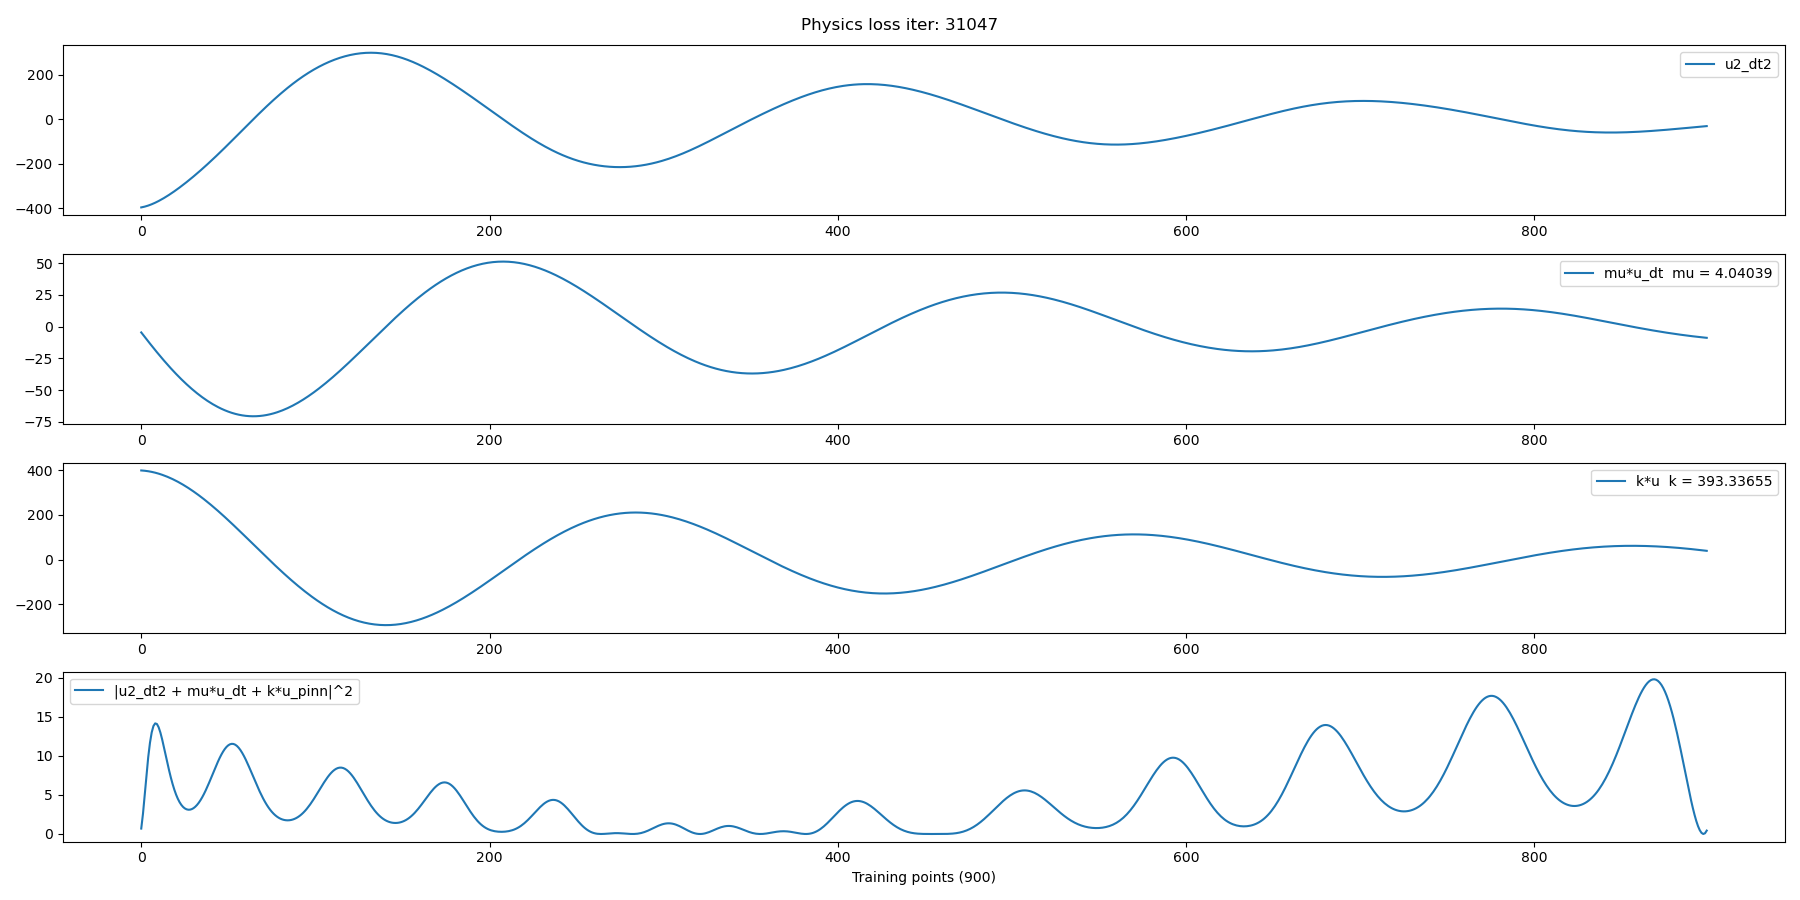 Physics loss iter: 31047
200
0
−200
−400
u2_dt2
0 200 400 600 800
50
25
0
−25
−50
−75
mu*u_dt  mu = 4.04039
0 200 400 600 800
400
200
0
−200
k*u  k = 393.33655
0 200 400 600 800
20
15
10
5
0
|u2_dt2 + mu*u_dt + k*u_pinn|^2
0 200 400 600 800
Training points (900)